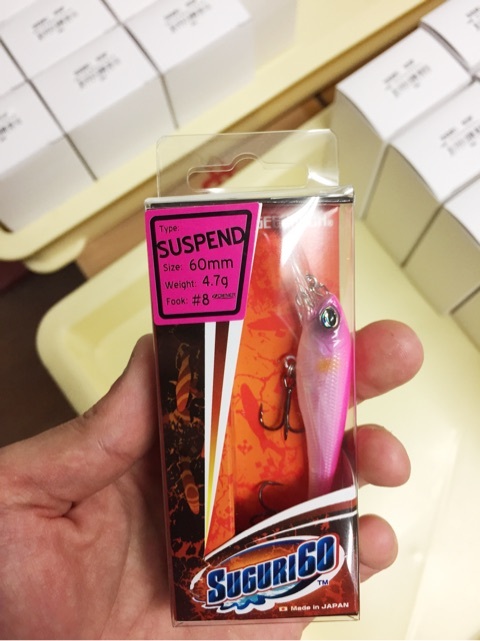 Type:
SUSPEND
Size: 60mm
Weight: 4.7g
Fook: #8
SUGURI60
TM
Made in JAPAN